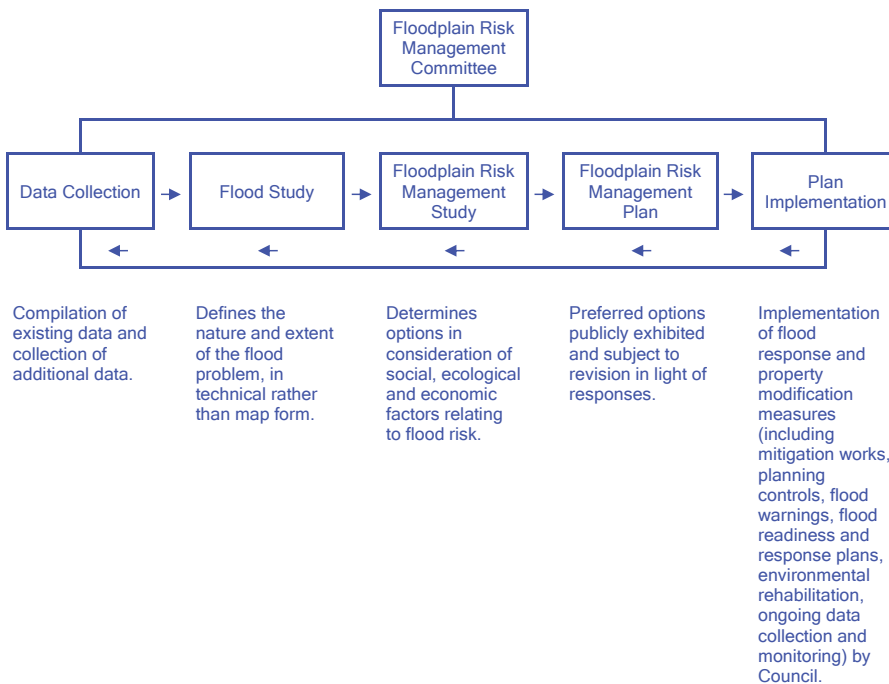 Floodplain Risk
Management
Committee
Data Collection
Flood Study
Floodplain Risk
Management
Study
Floodplain Risk
Management
Plan
Plan
Implementation
Compilation of
existing data and
collection of
additional data.
Defines the
nature and extent
of the flood
problem, in
technical rather
than map form.
Determines
options in
consideration of
social, ecological
and economic
factors relating
to flood risk.
Preferred options
publicly exhibited
and subject to
revision in light of
responses.
Implementation
of flood
response and
property
modification
measures
(including
mitigation works,
planning
controls, flood
warnings, flood
readiness and
response plans,
environmental
rehabilitation,
ongoing data
collection and
monitoring) by
Council.